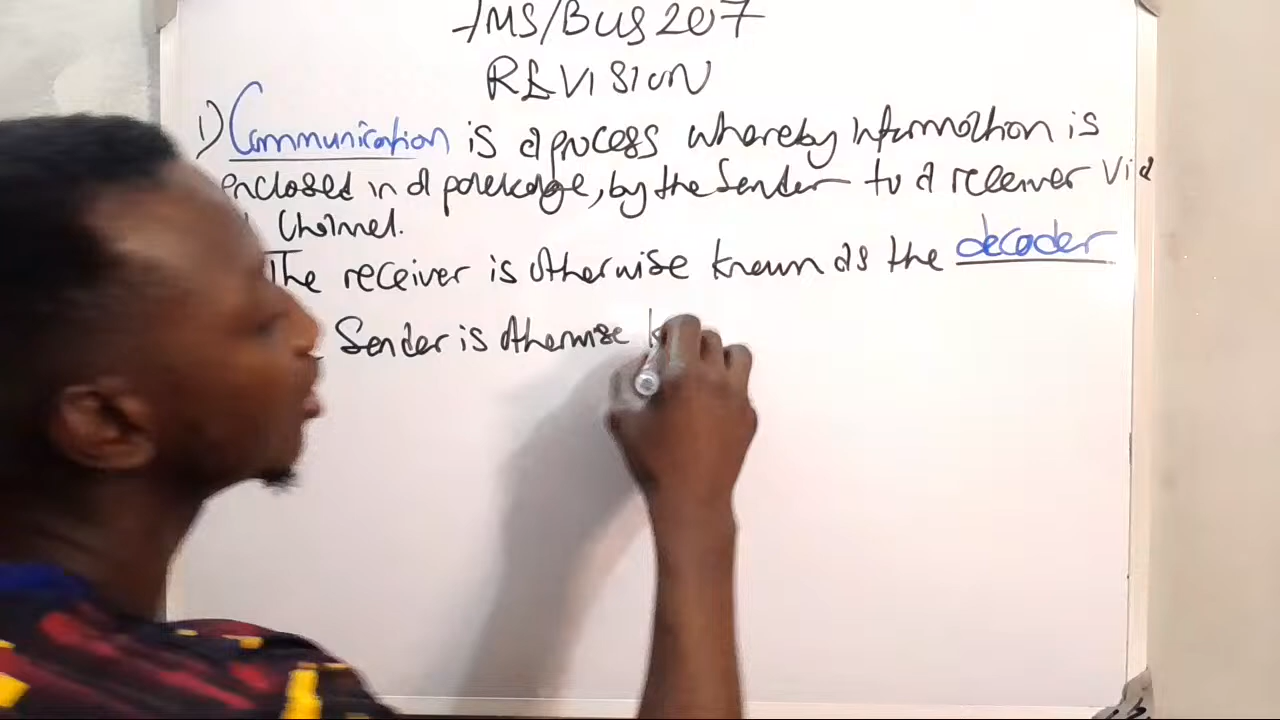 IMS/BUS 207
REVISION
1) Communication is a process whereby information is
enclosed in a package, by the Sender to a receiver via
Channel.
The receiver is otherwise known as the decoder
Sender is otherwise k